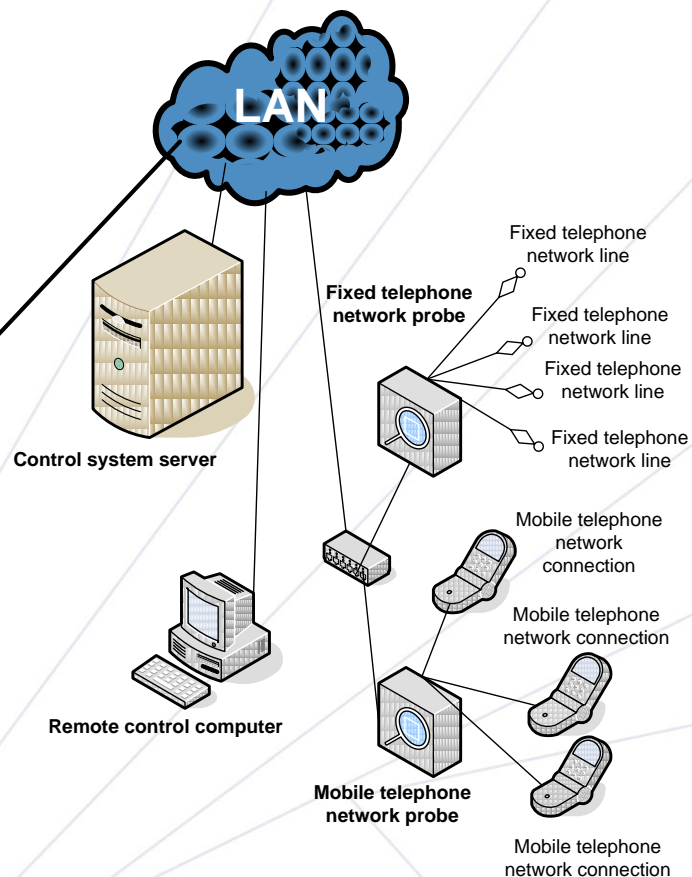 LAN
Fixed telephone
network line
Fixed telephone
network probe
Fixed telephone
network line
Fixed telephone
network line
Fixed telephone
network line
Control system server
Mobile telephone
network
connection
Mobile telephone
network connection
Remote control computer
Mobile telephone
network probe
Mobile telephone
network connection